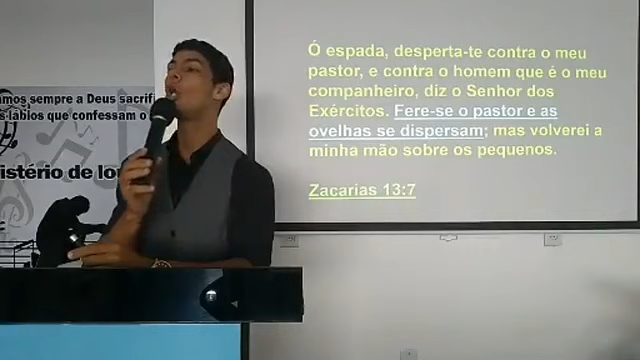 amos sempre a Deus sacrif
s lábios que confessam o
istério de lo
Ó espada, desperta-te contra o meu
pastor, e contra o homem que é o meu
companheiro, diz o Senhor dos
Exércitos. Fere-se o pastor e as
ovelhas se dispersam; mas volverei a
minha mão sobre os pequenos.
Zacarias 13:7